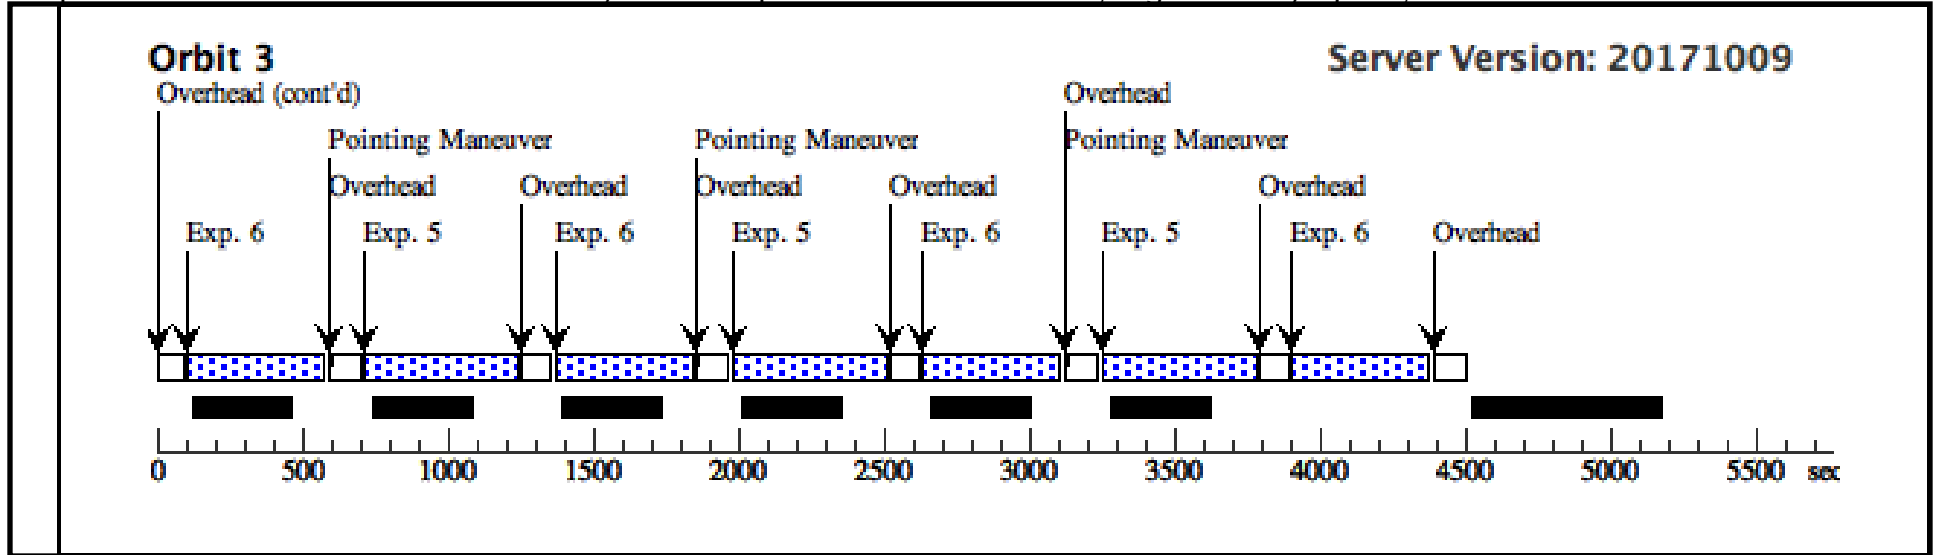 Orbit 3 Server Version: 20171009
Overhead (cont'd) Overhead
Pointing Maneuver Pointing Maneuver Pointing Maneuver
Overhead Overhead Overhead Overhead Overhead
Exp. 6 Exp. 5 Exp. 6 Exp. 5 Exp. 6 Exp. 5 Exp. 6 Overhead
0 500 1000 1500 2000 2500 3000 3500 4000 4500 5000 5500 sec